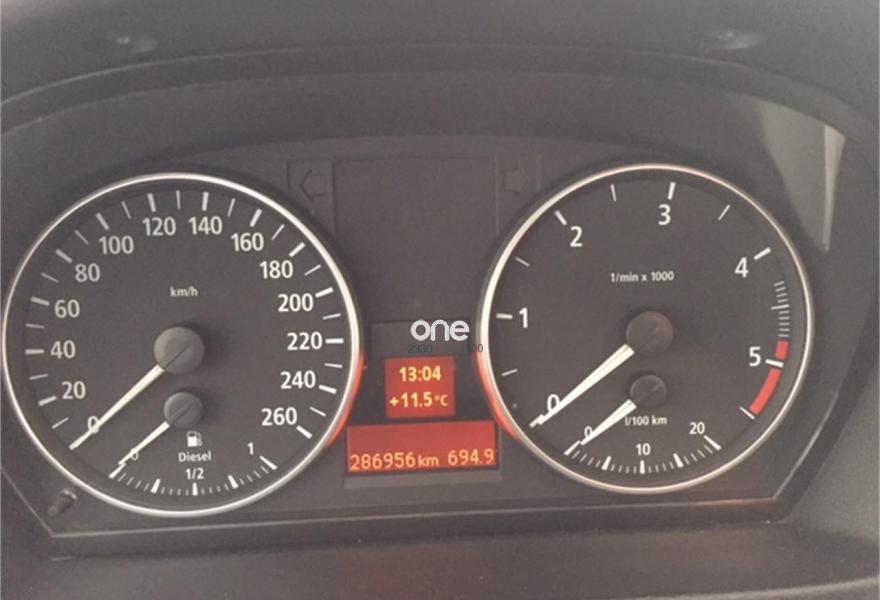 0 20 40 60 80 100 120 140 160 180 200 220 240 260
km/h
0 1/2 1
Diesel
one
13:04
+11.5°C
286956 km 694.9
0 1 2 3 4 5
1/min x 1000
0 10 20
l/100 km